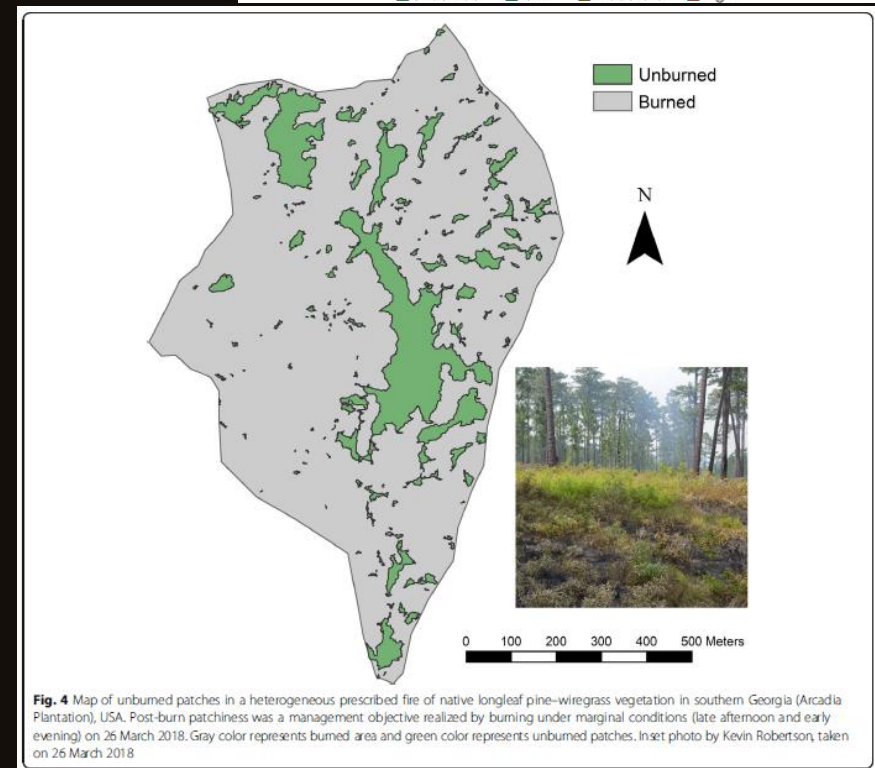 Unburned
Burned
N
0 100 200 300 400 500 Meters
Fig. 4 Map of unburned patches in a heterogeneous prescribed fire of native longleaf pine–wiregrass vegetation in southern Georgia (Arcadia
Plantation), USA. Post-burn patchiness was a management objective realized by burning under marginal conditions (late afternoon and early
evening) on 26 March 2018. Gray color represents burned area and green color represents unburned patches. Inset photo by Kevin Robertson, taken
on 26 March 2018